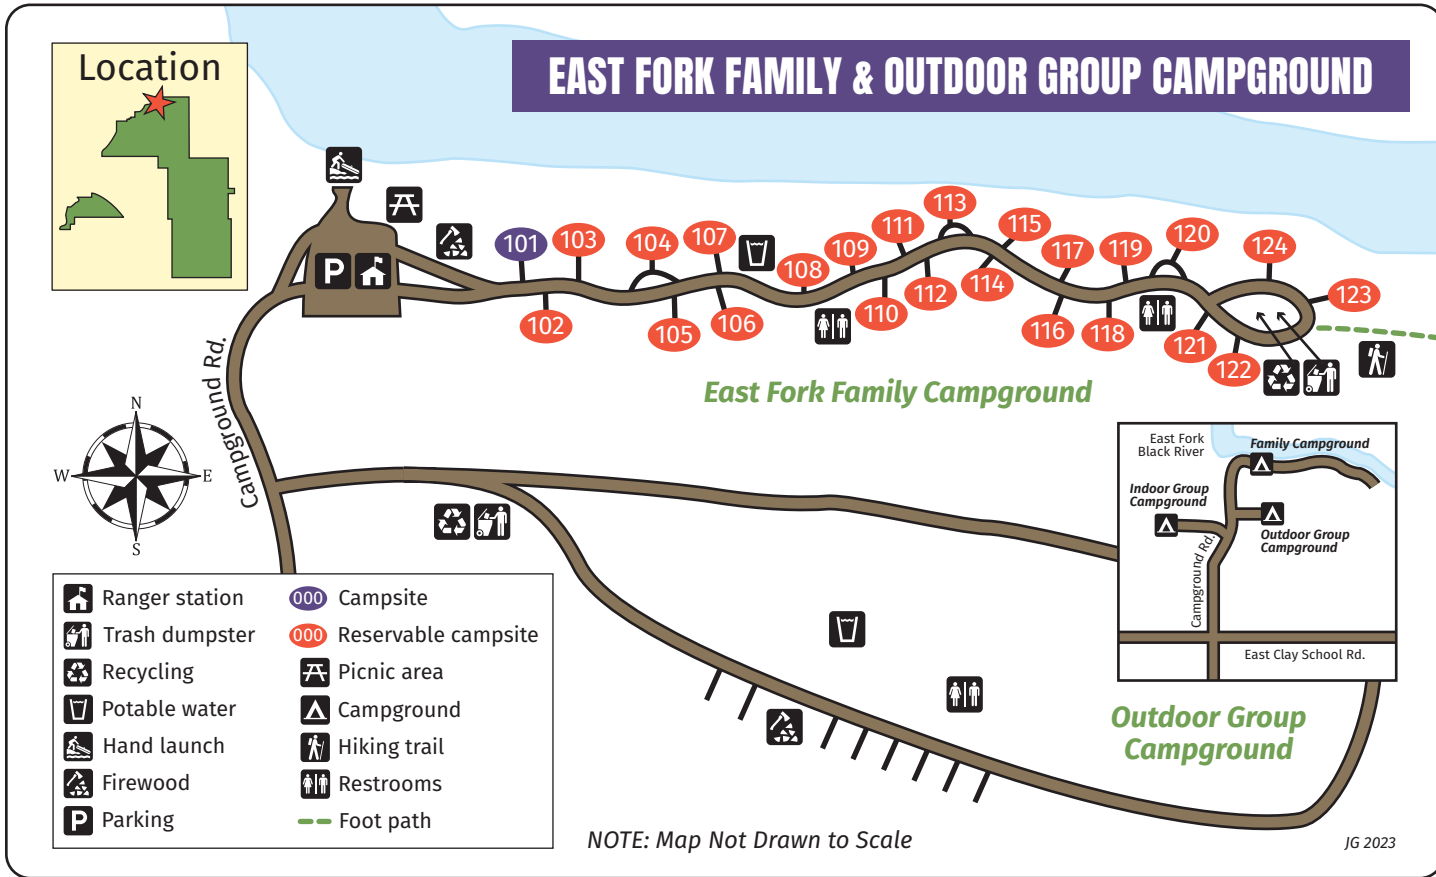 EAST FORK FAMILY & OUTDOOR GROUP CAMPGROUND
Location
P
101
103
104
107
108
109
111
113
115
117
119
120
124
123
102
105
106
110
112
114
116
118
121
122
East Fork Family Campground
Campground Rd.
N
W
E
S
East Fork
Black River
Family Campground
Indoor Group
Campground
Outdoor Group
Campground
Campground Rd.
East Clay School Rd.
Ranger station
Trash dumpster
Recycling
Potable water
Hand launch
Firewood
P Parking
000 Campsite
000 Reservable campsite
Picnic area
Campground
Hiking trail
Restrooms
Foot path
Outdoor Group
Campground
NOTE: Map Not Drawn to Scale
JG 2023